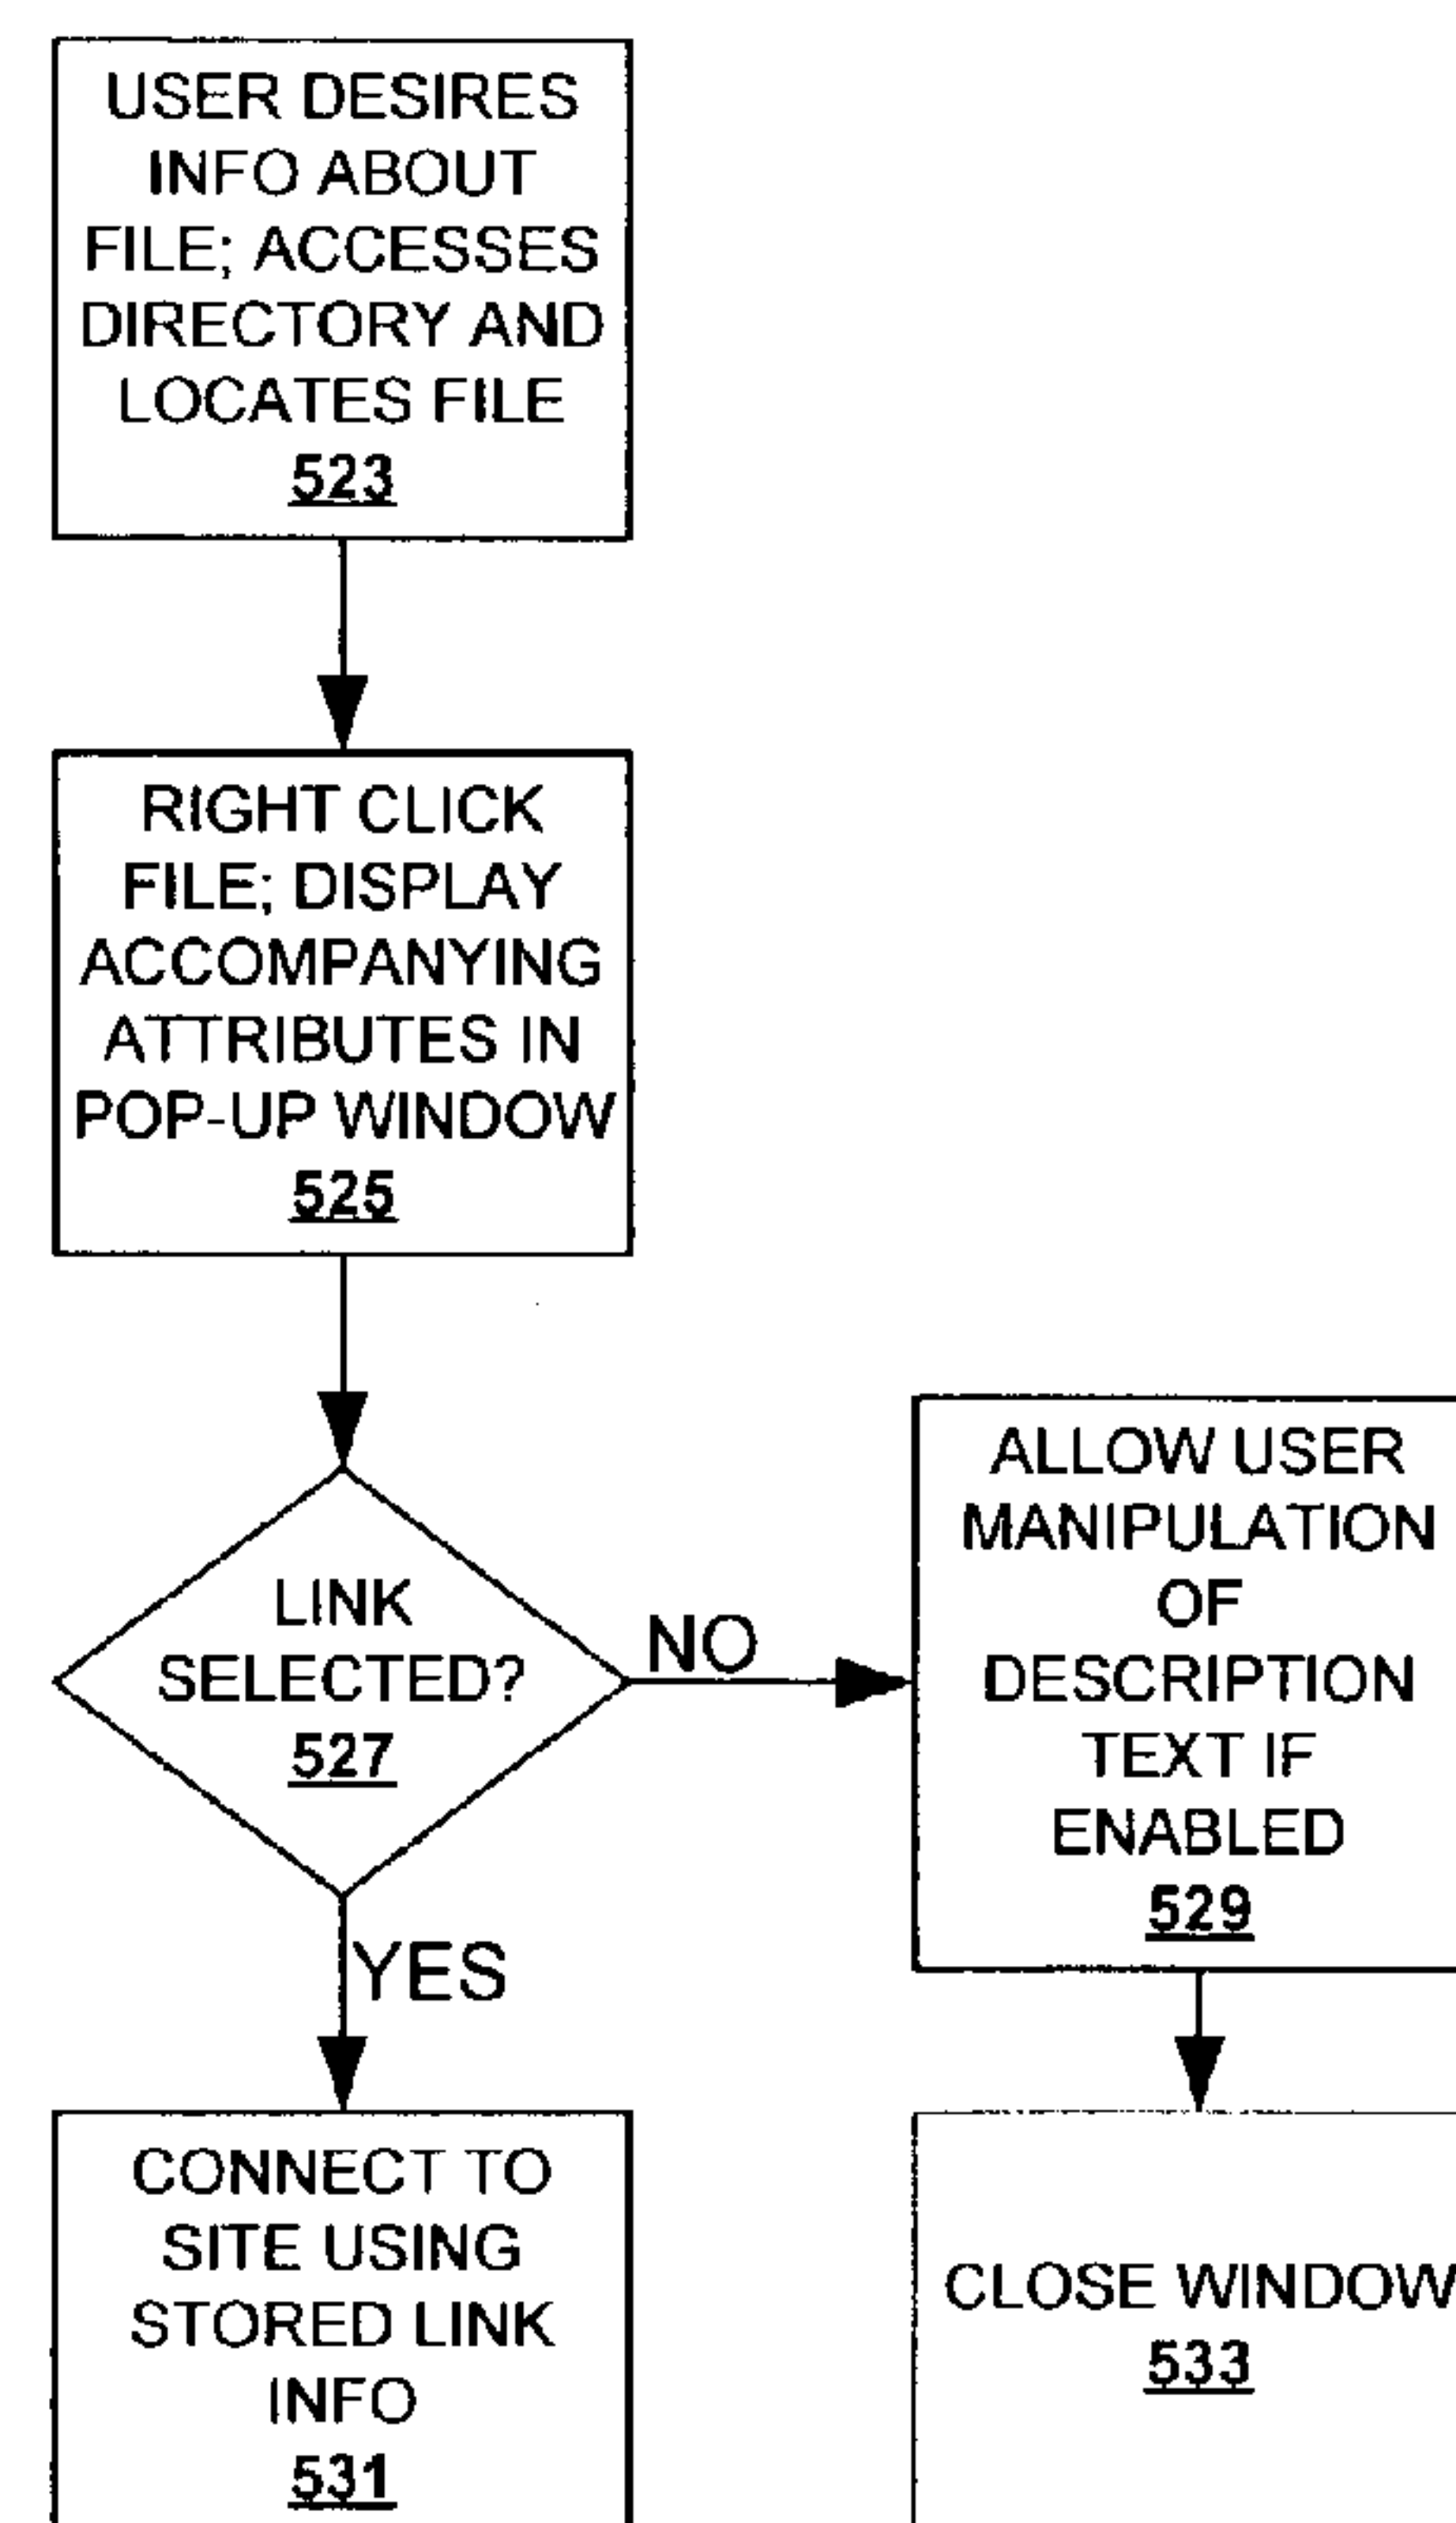 USER DESIRES
INFO ABOUT
FILE; ACCESSES
DIRECTORY AND
LOCATES FILE
523
RIGHT CLICK
FILE; DISPLAY
ACCOMPANYING
ATTRIBUTES IN
POP-UP WINDOW
525
LINK
SELECTED?
527
NO
ALLOW USER
MANIPULATION
OF
DESCRIPTION
TEXT IF
ENABLED
529
YES
CONNECT TO
SITE USING
STORED LINK
INFO
531
CLOSE WINDOW
533